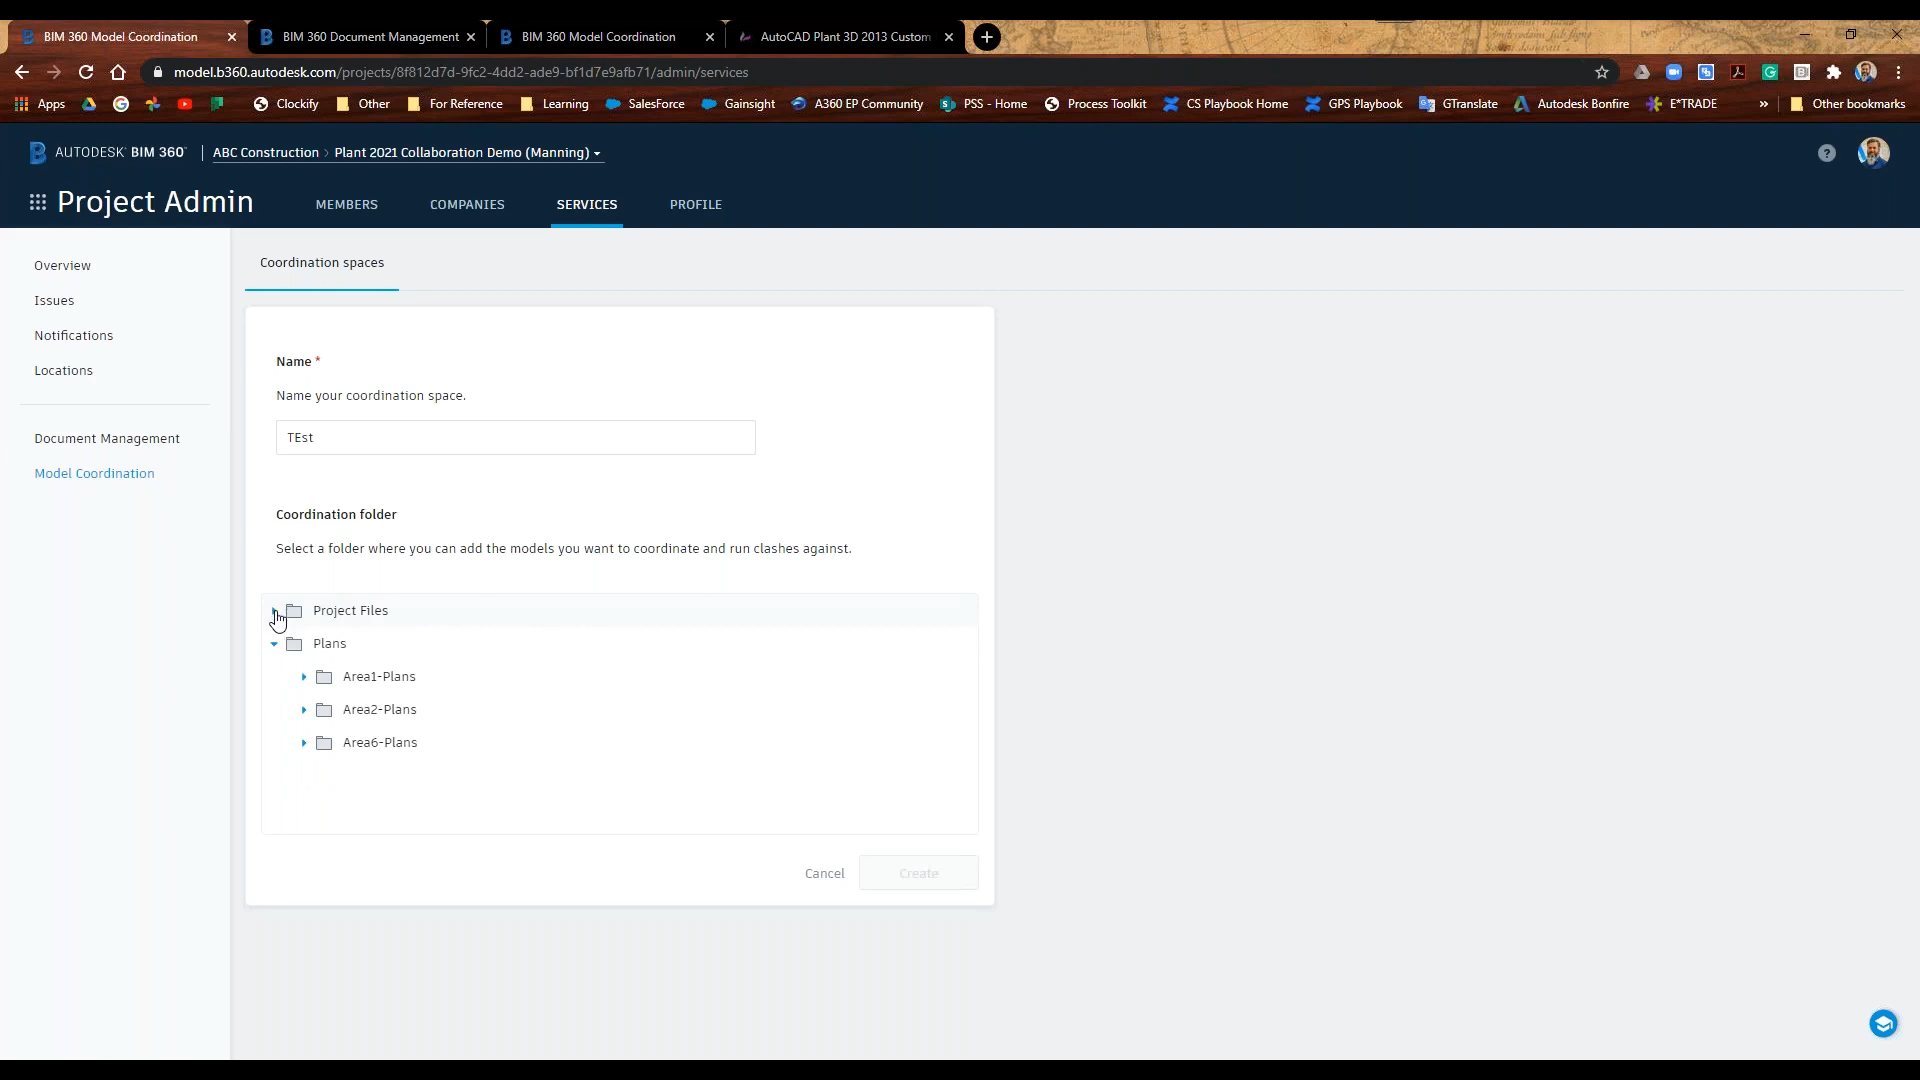 BIM 360 Model Coordination
BIM 360 Document Management
BIM 360 Model Coordination
AutoCAD Plant 3D 2013 Custom
model.b360.autodesk.com/projects/8f812d7d-9fc2-4dd2-ade9-bf1d7e9afb71/admin/services
Apps
Clockify
Other
For Reference
Learning
SalesForce
Gainsight
A360 EP Community
PSS - Home
Process Toolkit
CS Playbook Home
GPS Playbook
GTranslate
Autodesk Bonfire
E*TRADE
»
Other bookmarks
AUTODESK BIM 360
ABC Construction > Plant 2021 Collaboration Demo (Manning)
Project Admin
MEMBERS
COMPANIES
SERVICES
PROFILE
Overview
Issues
Notifications
Locations
Document Management
Model Coordination
Coordination spaces
Name *
Name your coordination space.
TEst
Coordination folder
Select a folder where you can add the models you want to coordinate and run clashes against.
Project Files
Plans
Area1-Plans
Area2-Plans
Area6-Plans
Cancel
Create